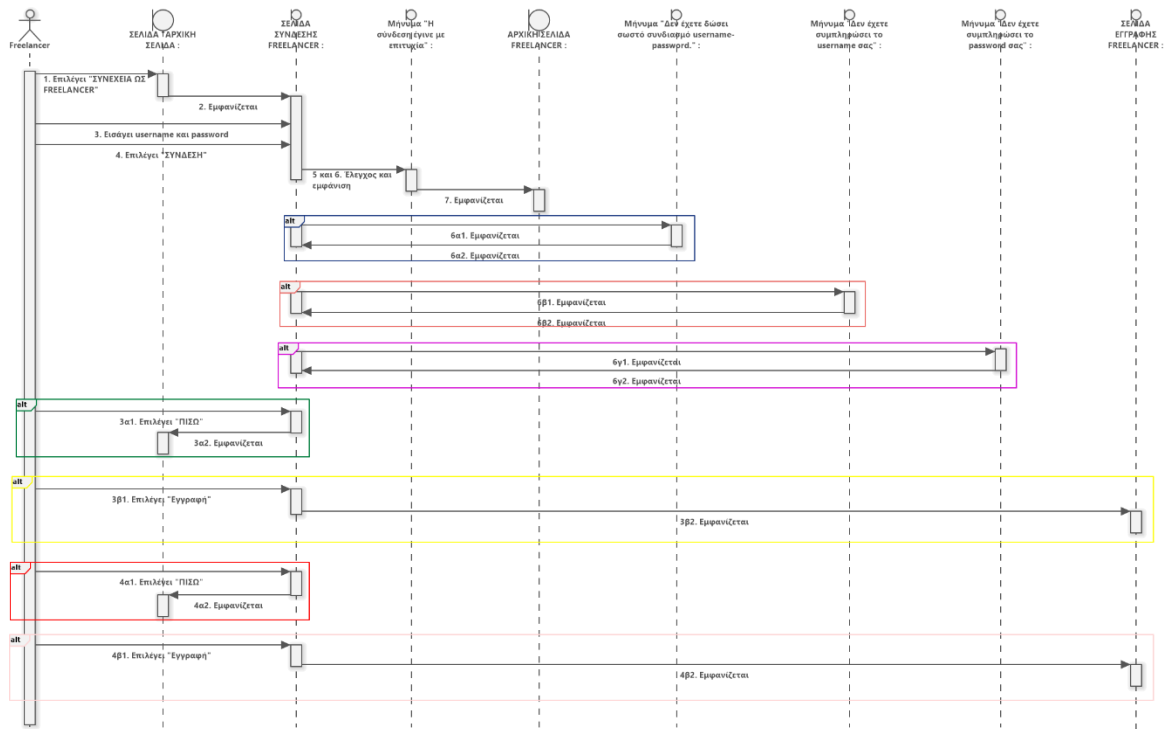 Freelancer
ΣΕΛΙΔΑ "ΑΡΧΙΚΗ
ΣΕΛΙΔΑ :
ΣΕΛΙΔΑ
ΣΥΝΔΕΣΗΣ
FREELANCER :
Μήνυμα "Η
σύνδεση έγινε με
επιτυχία" :
ΑΡΧΙΚΗ ΣΕΛΙΔΑ
FREELANCER :
Μήνυμα "Δεν έχετε δώσει
σωστό συνδιασμό username-
password." :
Μήνυμα "Δεν έχετε
συμπληρώσει το
username σας" :
Μήνυμα "Δεν έχετε
συμπληρώσει το
password σας" :
ΣΕΛΙΔΑ
ΕΓΓΡΑΦΗΣ
FREELANCER :
1. Επιλέγει "ΣΥΝΕΧΕΙΑ ΩΣ
FREELANCER"
2. Εμφανίζεται
3. Εισάγει username και password
4. Επιλέγει "ΣΥΝΔΕΣΗ"
5 και 6. Έλεγχος και
εμφάνιση
7. Εμφανίζεται
alt
6α1. Εμφανίζεται
6α2. Εμφανίζεται
alt
6β1. Εμφανίζεται
6β2. Εμφανίζεται
alt
6γ1. Εμφανίζεται
6γ2. Εμφανίζεται
alt
3α1. Επιλέγει "ΠΙΣΩ"
3α2. Εμφανίζεται
alt
3β1. Επιλέγει "Εγγραφή"
3β2. Εμφανίζεται
alt
4α1. Επιλέγει "ΠΙΣΩ"
4α2. Εμφανίζεται
alt
4β1. Επιλέγει "Εγγραφή"
4β2. Εμφανίζεται